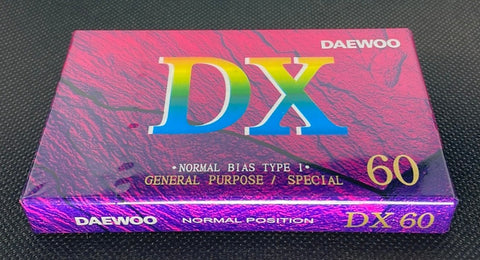 DAEWOO
DX
•NORMAL BIAS TYPE I•
GENERAL PURPOSE / SPECIAL
60
DAEWOO NORMAL POSITION DX 60